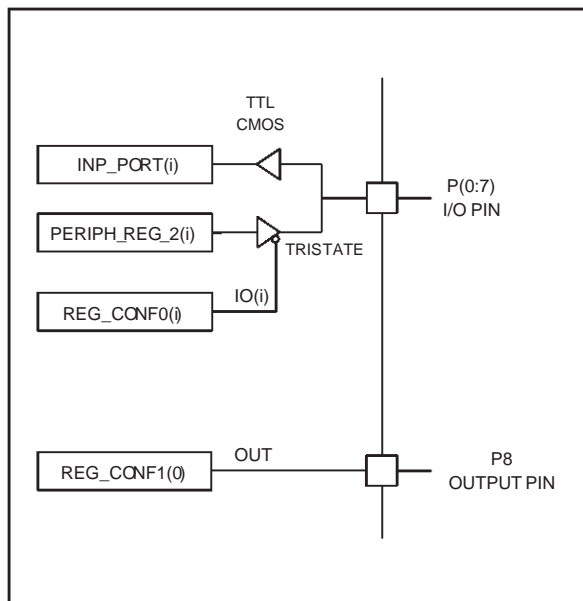 TTL
CMOS
INP_PORT(i)
P(0:7)
I/O PIN
PERIPH_REG_2(i)
TRISTATE
IO(i)
REG_CONF0(i)
OUT
REG_CONF1(0)
P8
OUTPUT PIN